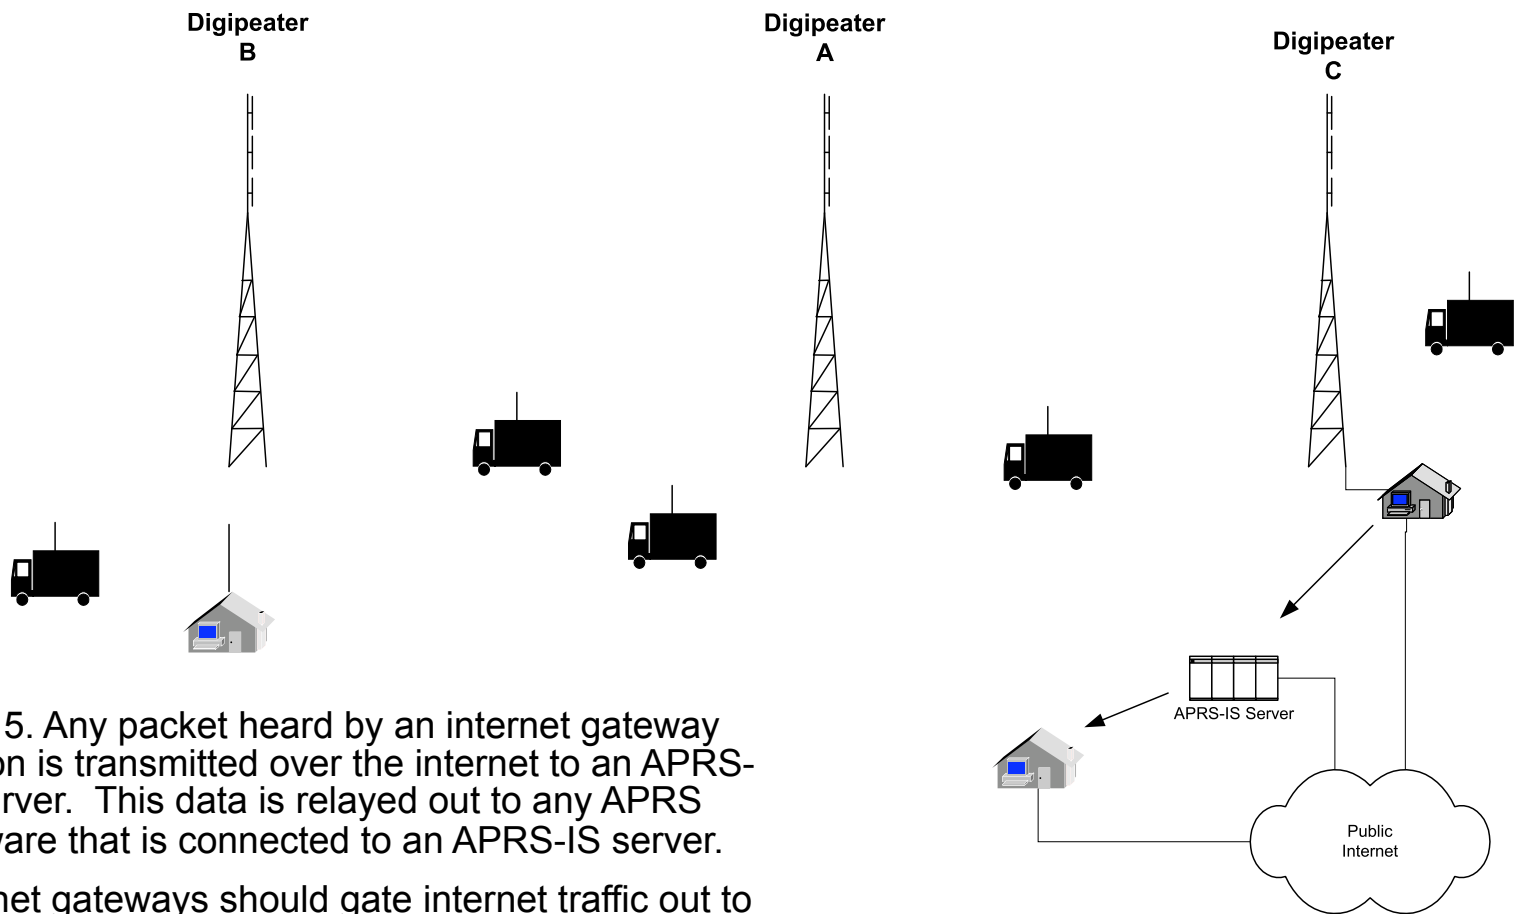 Digipeater
B
Digipeater
A
Digipeater
C
APRS-IS Server
Public
Internet
5. Any packet heard by an internet gateway
on is transmitted over the internet to an APRS-
rver.  This data is relayed out to any APRS
are that is connected to an APRS-IS server.
net gateways should gate internet traffic out to